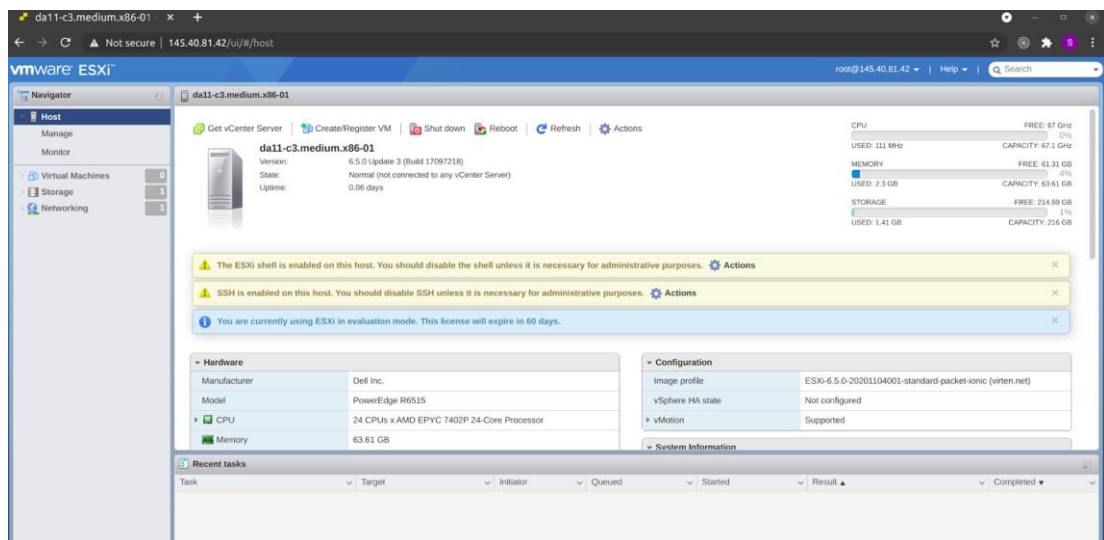 da11-c3.medium.x86-01 -
Not secure | 145.40.81.42/ui/#/host
S
vmware ESXi™
root@145.40.81.42 | Help | Search
Navigator
da11-c3.medium.x86-01
Host
Manage
Monitor
Virtual Machines 0
Storage 1
Networking 1
Get vCenter Server | Create/Register VM | Shut down Reboot | Refresh | Actions
da11-c3.medium.x86-01
Version: 6.5.0 Update 3 (Build 17097218)
State: Normal (not connected to any vCenter Server)
Uptime: 0.06 days
CPU FREE: 67 GHz
0%
USED: 111 MHz CAPACITY: 67.1 GHz
MEMORY FREE: 61.31 GB
4%
USED: 2.3 GB CAPACITY: 63.61 GB
STORAGE FREE: 214.59 GB
1%
USED: 1.41 GB CAPACITY: 216 GB
The ESXi shell is enabled on this host. You should disable the shell unless it is necessary for administrative purposes. Actions
SSH is enabled on this host. You should disable SSH unless it is necessary for administrative purposes. Actions
You are currently using ESXi in evaluation mode. This license will expire in 60 days.
Hardware
Manufacturer Dell Inc.
Model PowerEdge R6515
CPU 24 CPUs x AMD EPYC 7402P 24-Core Processor
Memory 63.61 GB
Configuration
Image profile ESXi-6.5.0-20201104001-standard-packet-ionic (virten.net)
vSphere HA state Not configured
vMotion Supported
System Information
Recent tasks
Task Target Initiator Queued Started Result Completed